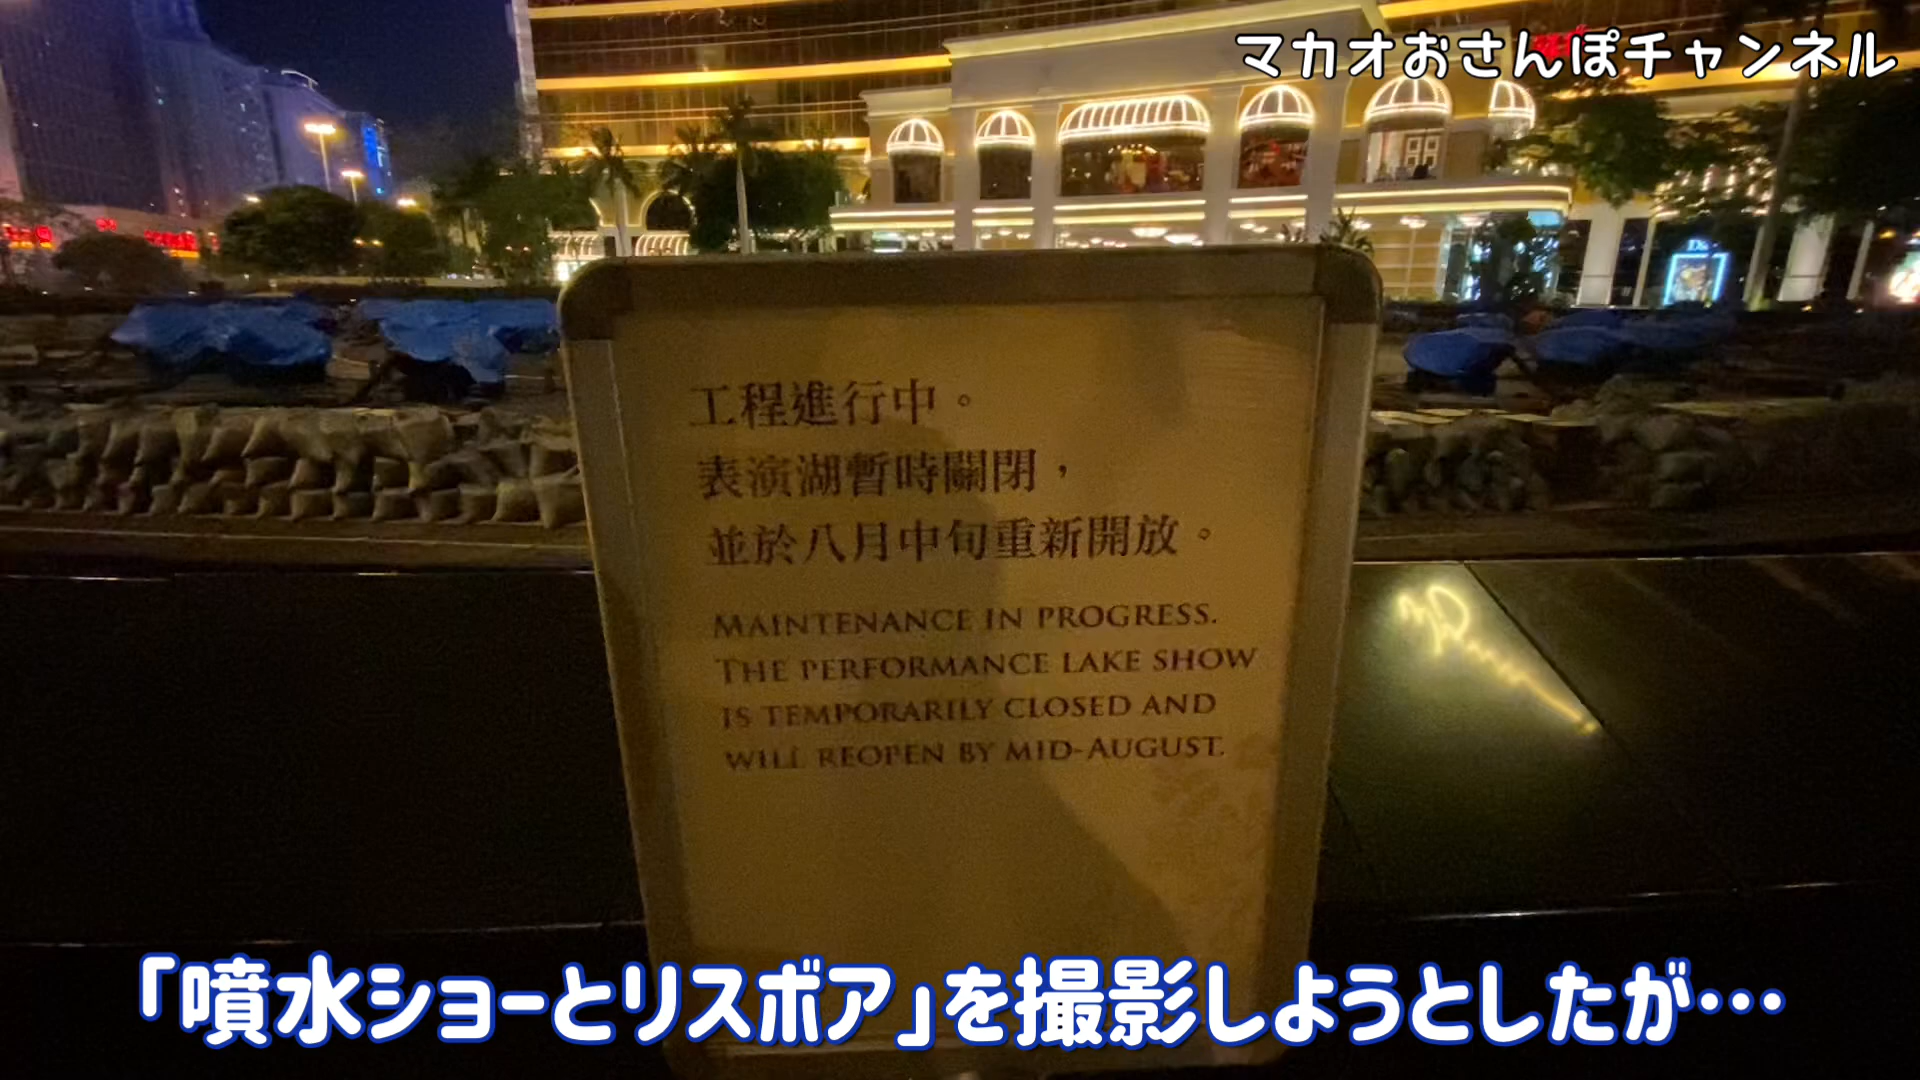 マカオおさんぽチャンネル
工程進行中。
表演湖暫時關閉，
並於八月中旬重新開放。
MAINTENANCE IN PROGRESS.
THE PERFORMANCE LAKE SHOW
IS TEMPORARILY CLOSED AND
WILL REOPEN BY MID-AUGUST.
「噴水ショーとリスボア」を撮影しようとしたが…